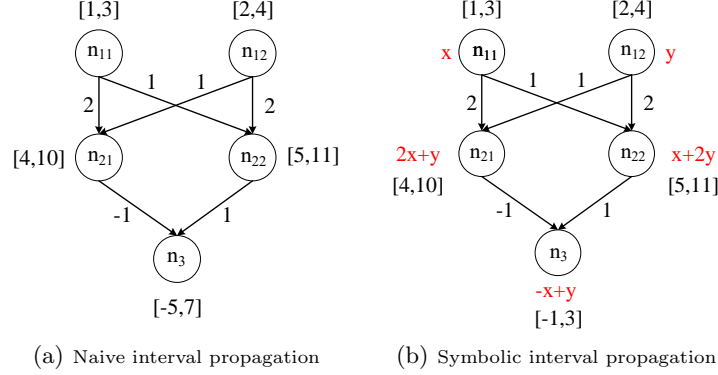 [1,3] [2,4]
n11 n12
1 1
2 2
[4,10] n21 n22 [5,11]
-1 1
n3
[-5,7]
(a) Naive interval propagation
[1,3] [2,4]
x n11 n12 y
1 1
2 2
2x+y n21 n22 x+2y
[4,10] [5,11]
-1 1
n3
-x+y
[-1,3]
(b) Symbolic interval propagation